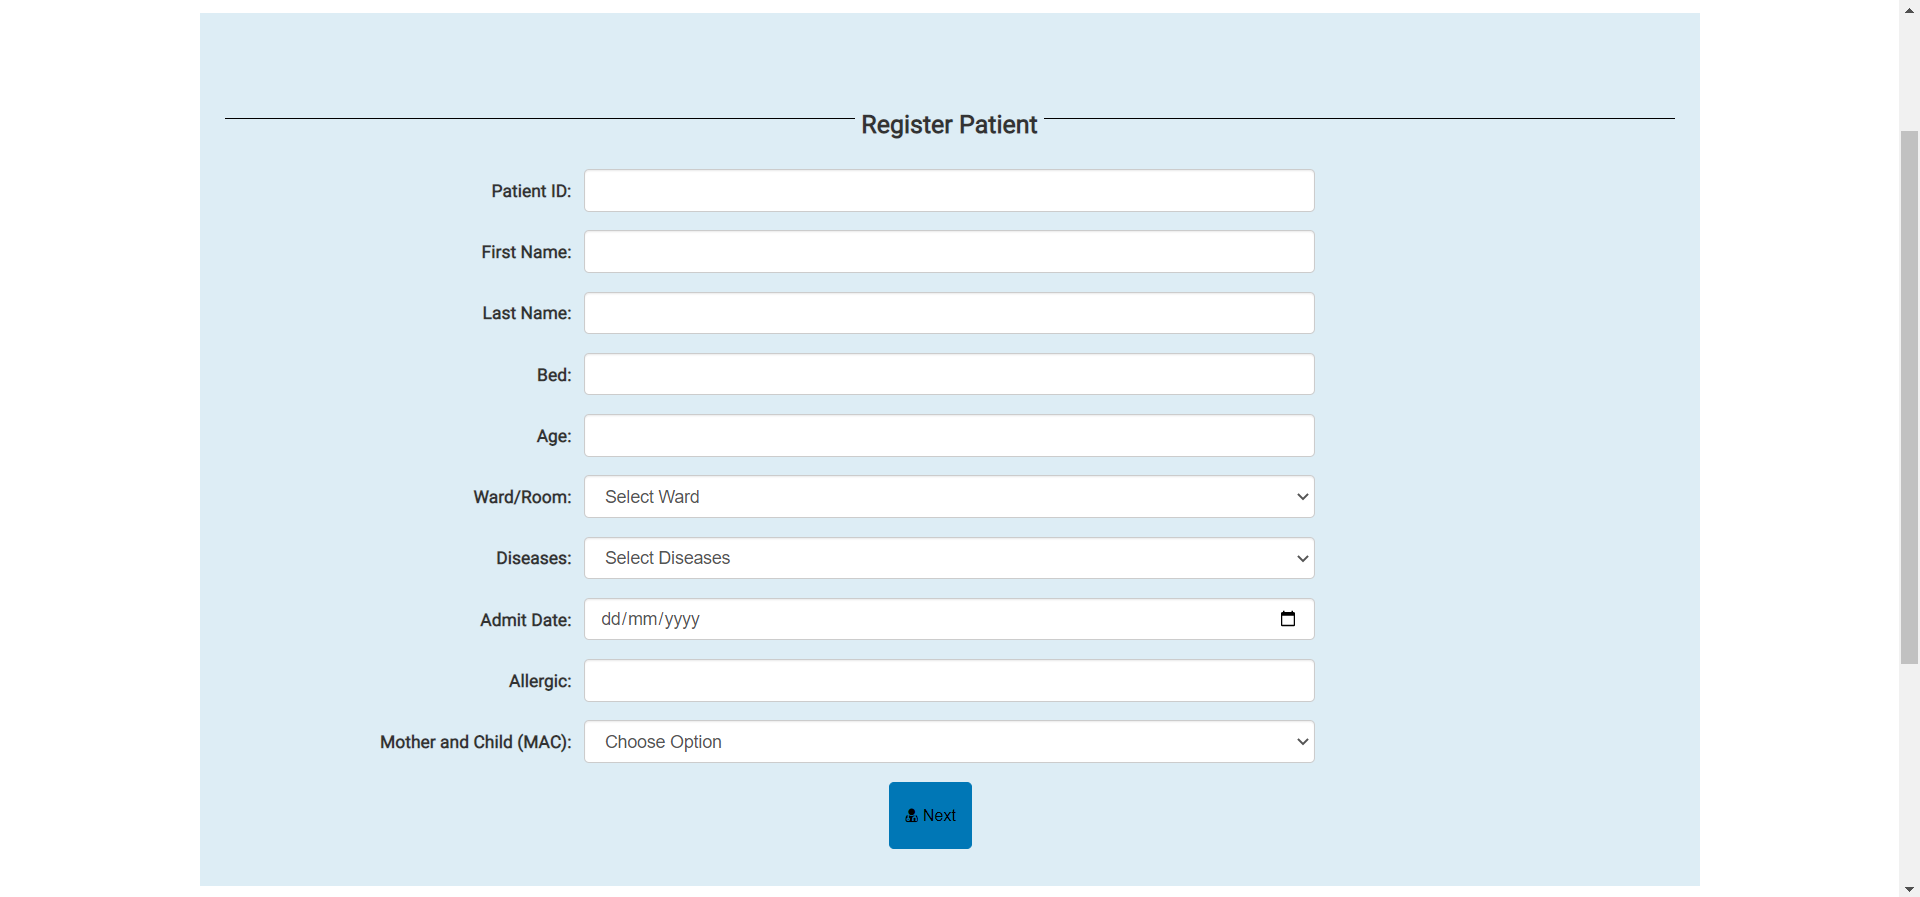 Register Patient
Patient ID:
First Name:
Last Name:
Bed:
Age:
Ward/Room: Select Ward
Diseases: Select Diseases
Admit Date: dd/mm/yyyy
Allergic:
Mother and Child (MAC): Choose Option
Next